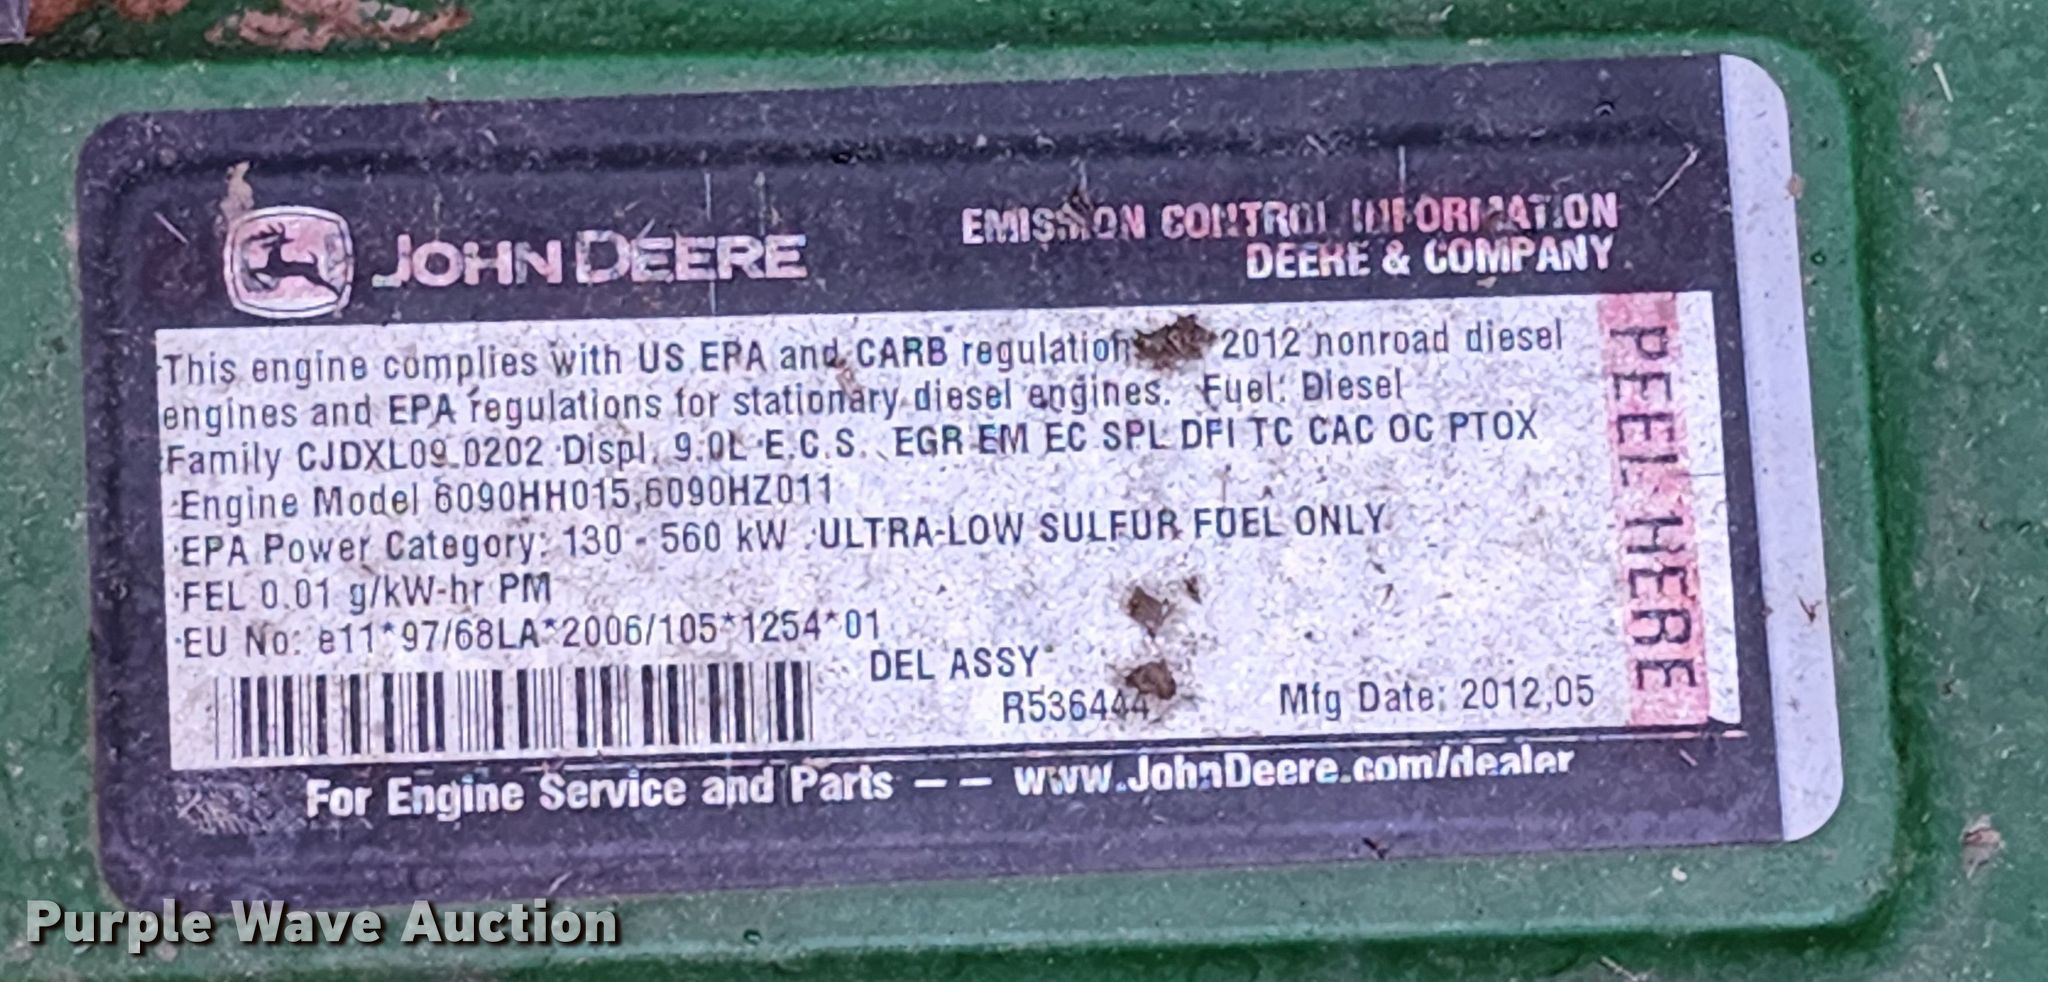 JOHN DEERE
EMISSION CONTROL INFORMATION
DEERE & COMPANY
This engine complies with US EPA and CARB regulation 2012 nonroad diesel
engines and EPA regulations for stationary diesel engines. Fuel: Diesel
Family CJDXL09.0202 Displ. 9.0L E.C.S. EGR EM EC SPL DFI TC CAC OC PTOX
Engine Model 6090HH015,6090HZ011
EPA Power Category: 130 - 560 kW ULTRA-LOW SULFUR FUEL ONLY
FEL 0.01 g/kW-hr PM
EU No: e11*97/68LA*2006/105*1254*01
DEL ASSY
R536444
Mfg Date: 2012,05
PEEL HERE
For Engine Service and Parts – – www.JohnDeere.com/dealer
Purple Wave Auction